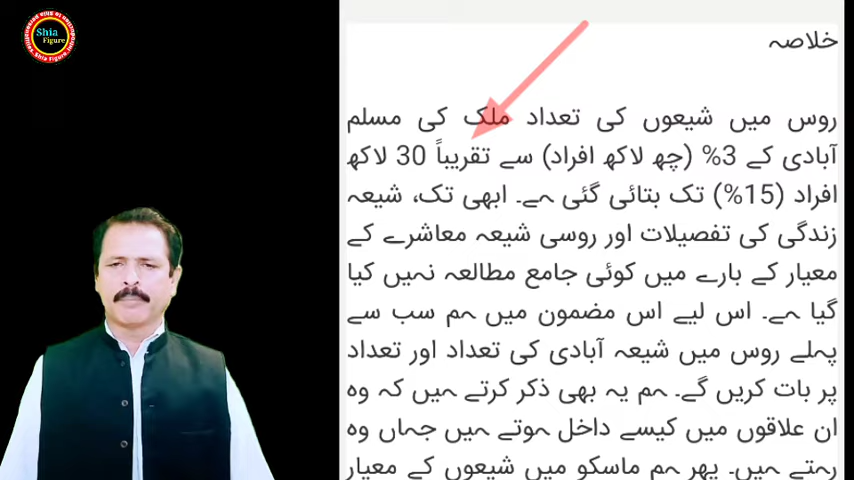 Shia
Figure
خلاصہ
روس میں شیعوں کی تعداد ملک کی مسلم
آبادی کے 3% (چھ لاکھ افراد) سے تقریباً 30 لاکھ
افراد (15%) تک بتائی گئی ہے۔ ابھی تک، شیعہ
زندگی کی تفصیلات اور روسی شیعہ معاشرے کے
معیار کے بارے میں کوئی جامع مطالعہ نہیں کیا
گیا ہے۔ اس لیے اس مضمون میں ہم سب سے
پہلے روس میں شیعہ آبادی کی تعداد اور تعداد
پر بات کریں گے۔ ہم یہ بھی ذکر کرتے ہیں کہ وہ
ان علاقوں میں کیسے داخل ہوتے ہیں جہاں وہ
رہتے ہیں۔ پھر ہم ماسکو میں شیعوں کے معیار